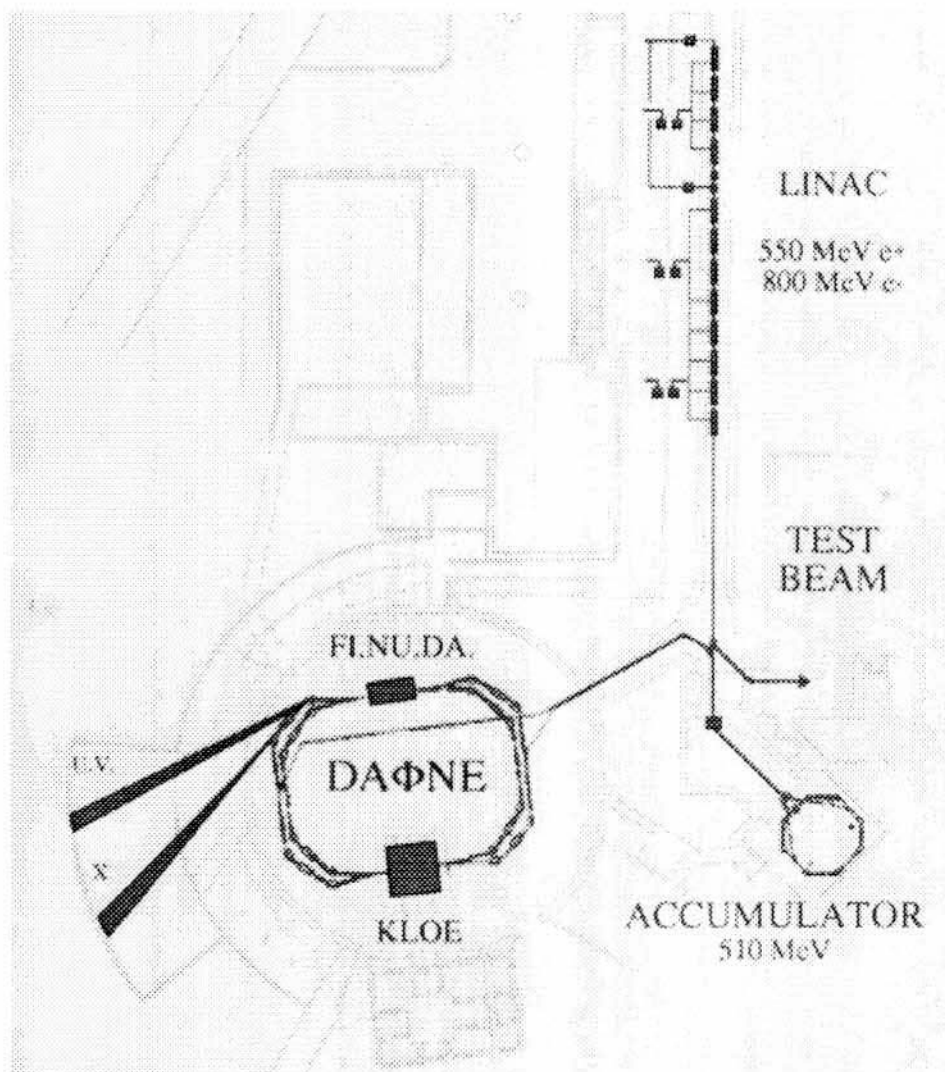 LINAC
550 MeV e+
800 MeV e-
TEST
BEAM
FI.NU.DA.
U.V.
DAΦNE
X
KLOE
ACCUMULATOR
510 MeV